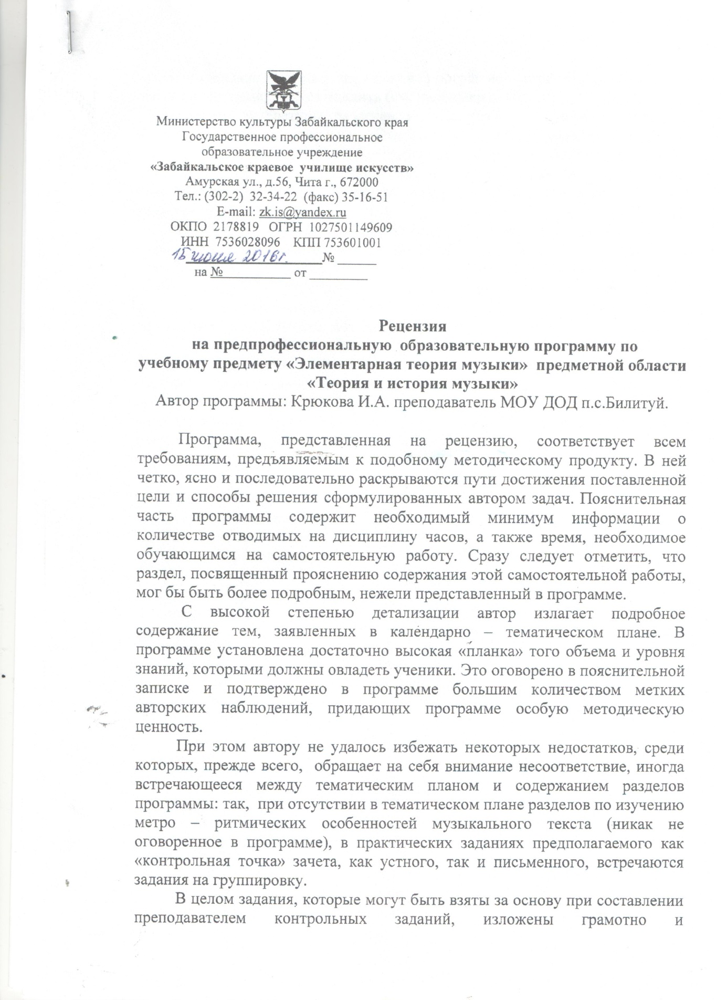 Министерство культуры Забайкальского края
Государственное профессиональное
образовательное учреждение
«Забайкальское краевое училище искусств»
Амурская ул., д.56, Чита г., 672000
Тел.: (302-2) 32-34-22 (факс) 35-16-51
E-mail: zk.is@yandex.ru
ОКПО 2178819 ОГРН 1027501149609
ИНН 7536028096 КПП 753601001
15 июня 2016г. № ______
на № __________ от _________
Рецензия
на предпрофессиональную образовательную программу по
учебному предмету «Элементарная теория музыки» предметной области
«Теория и история музыки»
Автор программы: Крюкова И.А. преподаватель МОУ ДОД п.с.Билитуй.
Программа, представленная на рецензию, соответствует всем
требованиям, предъявляемым к подобному методическому продукту. В ней
четко, ясно и последовательно раскрываются пути достижения поставленной
цели и способы решения сформулированных автором задач. Пояснительная
часть программы содержит необходимый минимум информации о
количестве отводимых на дисциплину часов, а также время, необходимое
обучающимся на самостоятельную работу. Сразу следует отметить, что
раздел, посвященный прояснению содержания этой самостоятельной работы,
мог бы быть более подробным, нежели представленный в программе.
С высокой степенью детализации автор излагает подробное
содержание тем, заявленных в календарно – тематическом плане. В
программе установлена достаточно высокая «планка» того объема и уровня
знаний, которыми должны овладеть ученики. Это оговорено в пояснительной
записке и подтверждено в программе большим количеством метких
авторских наблюдений, придающих программе особую методическую
ценность.
При этом автору не удалось избежать некоторых недостатков, среди
которых, прежде всего, обращает на себя внимание несоответствие, иногда
встречающееся между тематическим планом и содержанием разделов
программы: так, при отсутствии в тематическом плане разделов по изучению
метро – ритмических особенностей музыкального текста (никак не
оговоренное в программе), в практических заданиях предполагаемого как
«контрольная точка» зачета, как устного, так и письменного, встречаются
задания на группировку.
В целом задания, которые могут быть взяты за основу при составлении
преподавателем контрольных заданий, изложены грамотно и